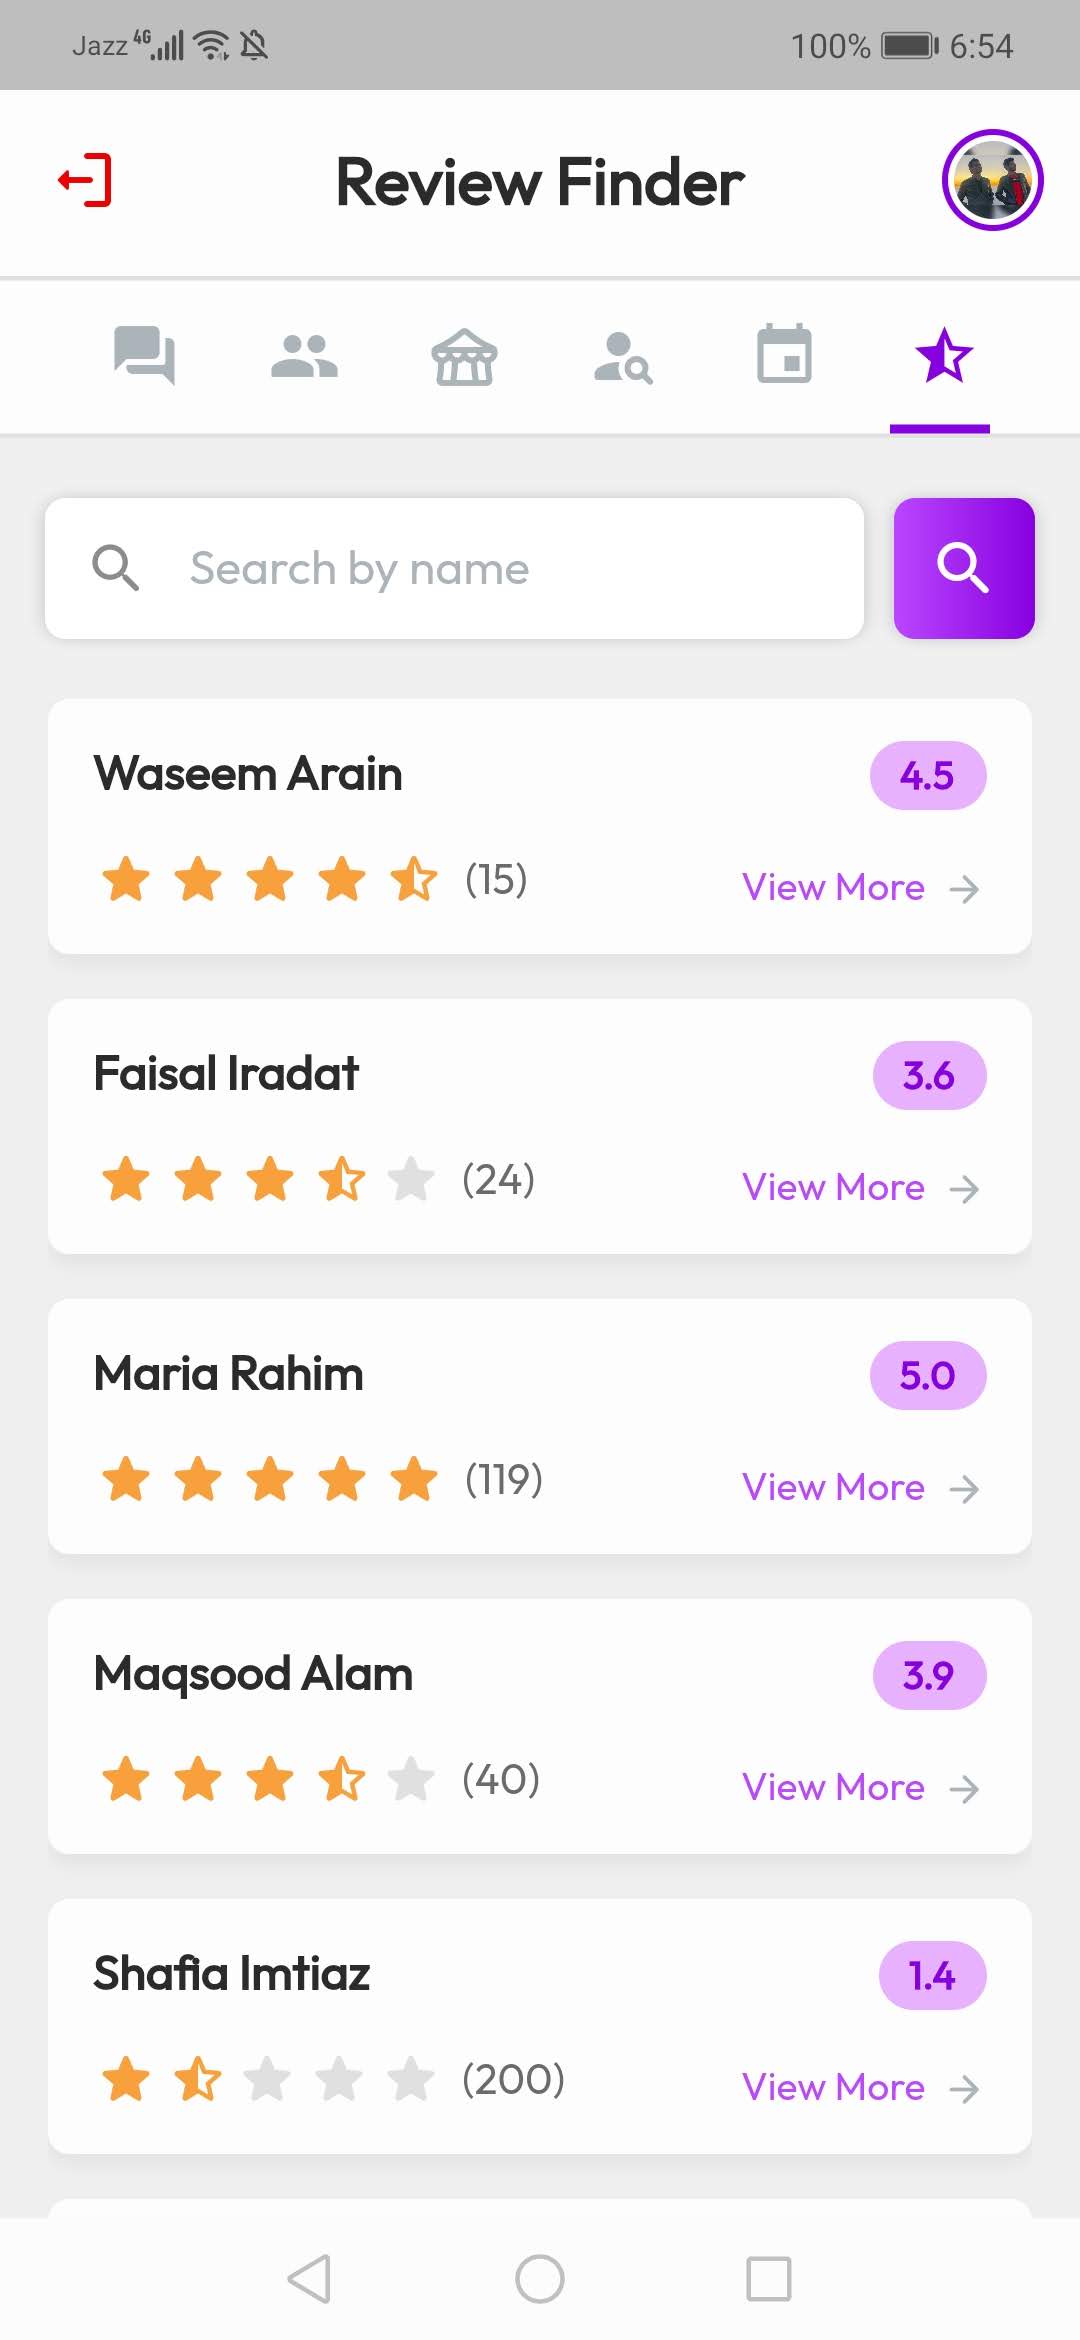 Jazz 4G 100% 6:54
Review Finder
Search by name
Waseem Arain 4.5
(15) View More
Faisal Iradat 3.6
(24) View More
Maria Rahim 5.0
(119) View More
Maqsood Alam 3.9
(40) View More
Shafia Imtiaz 1.4
(200) View More